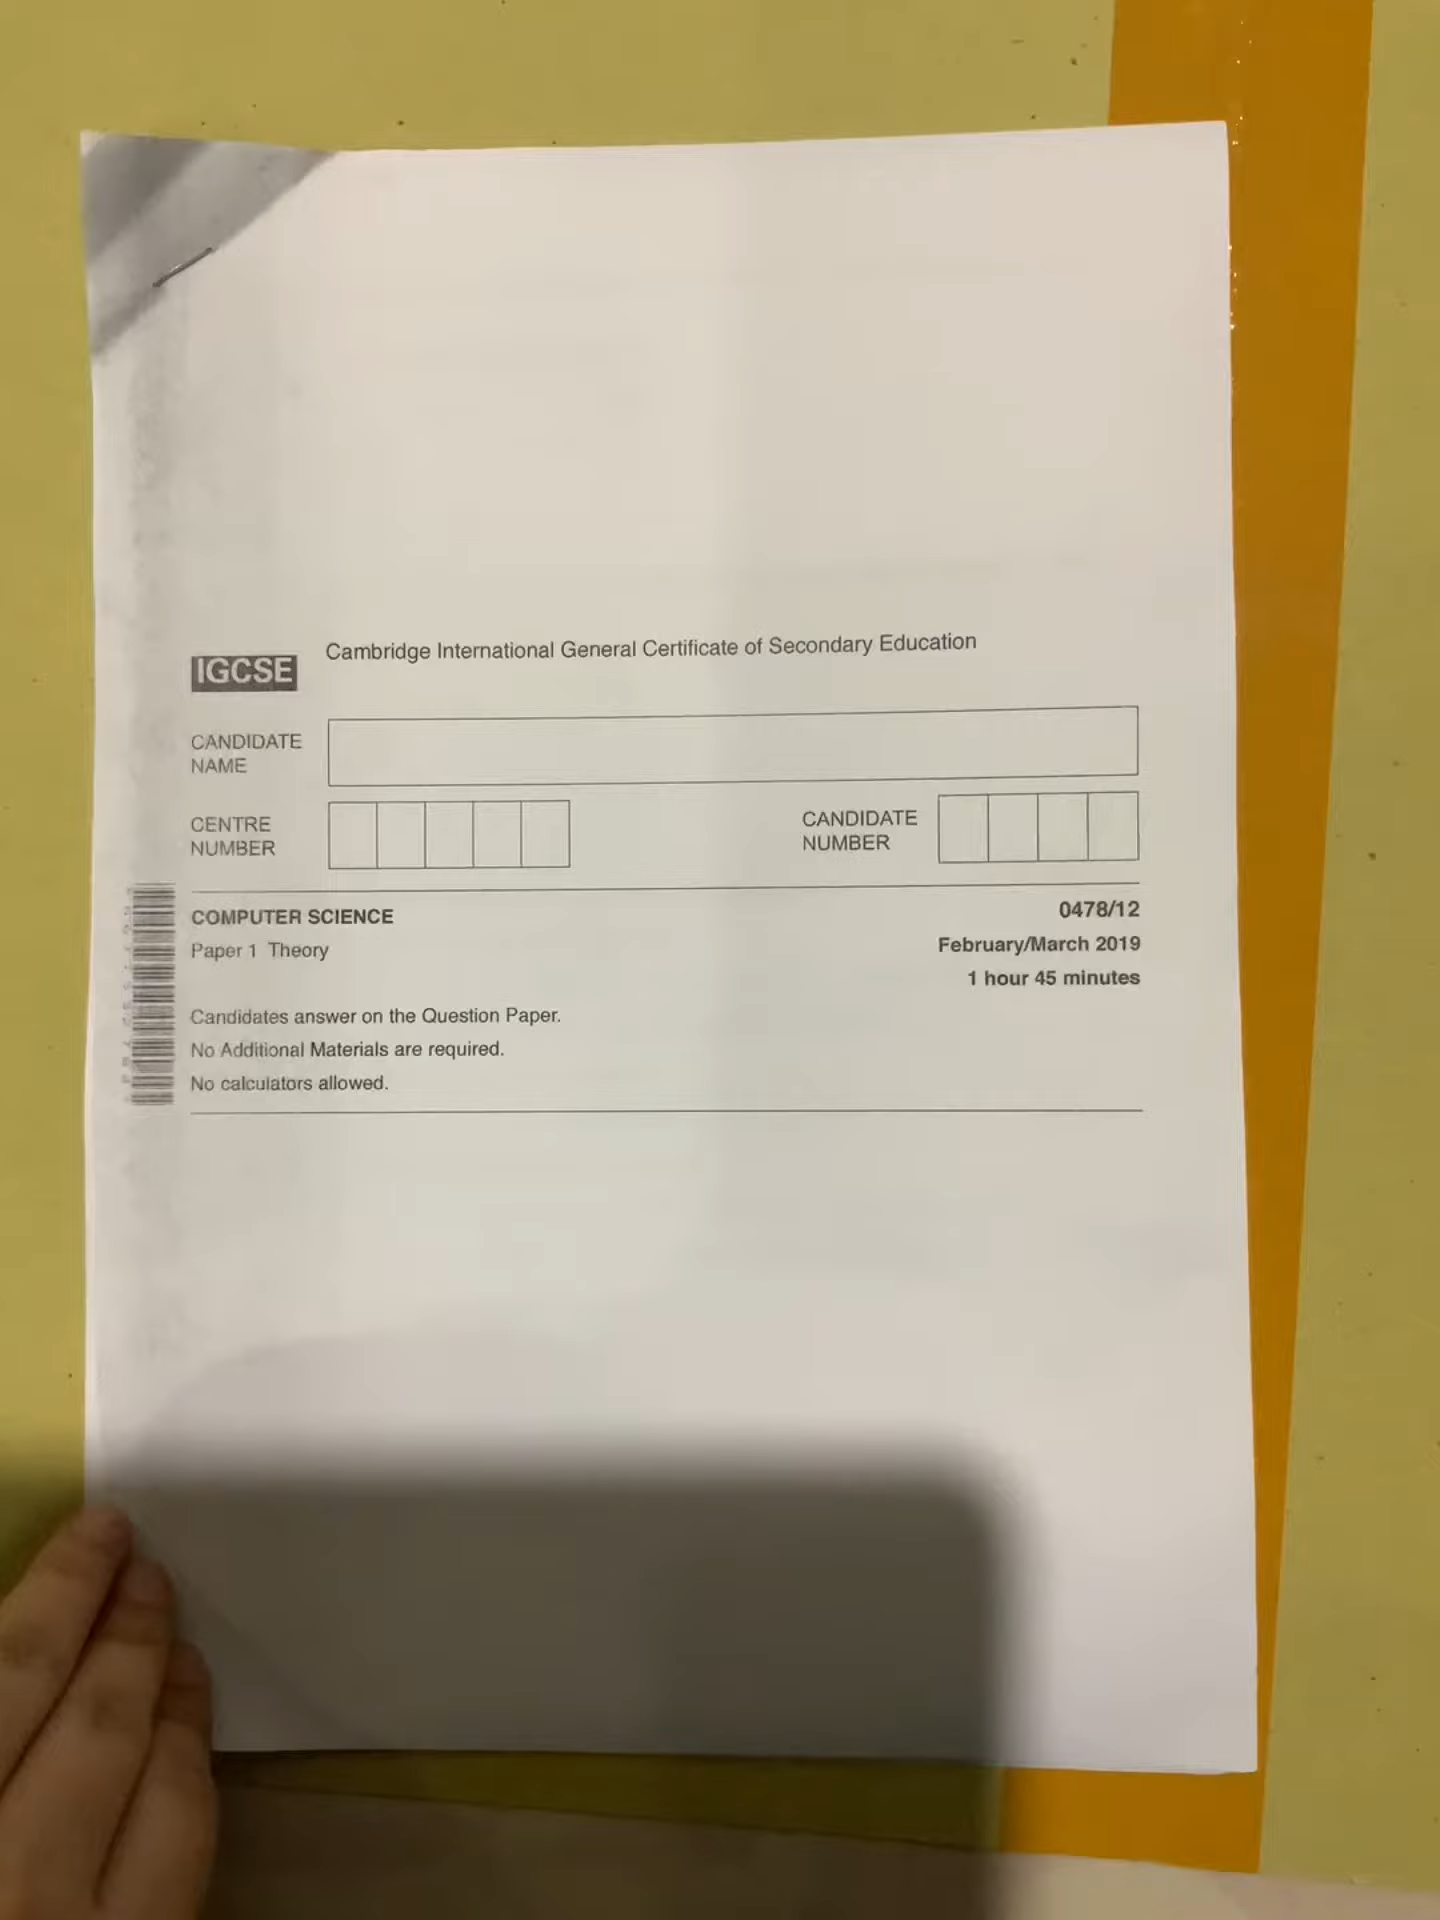 IGCSE
Cambridge International General Certificate of Secondary Education
CANDIDATE
NAME
CENTRE
NUMBER
CANDIDATE
NUMBER
COMPUTER SCIENCE
0478/12
Paper 1 Theory
February/March 2019
1 hour 45 minutes
Candidates answer on the Question Paper.
No Additional Materials are required.
No calculators allowed.